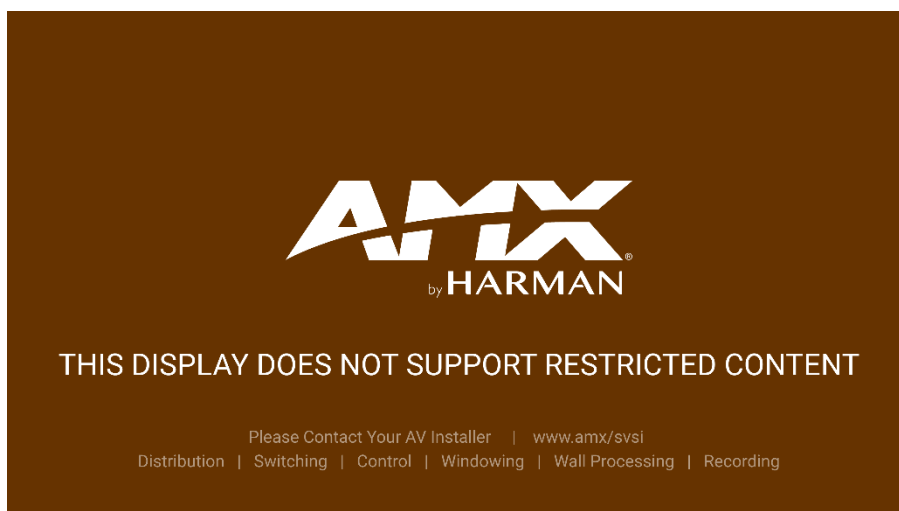 AMX®
by HARMAN
THIS DISPLAY DOES NOT SUPPORT RESTRICTED CONTENT
Please Contact Your AV Installer | www.amx/svsi
Distribution | Switching | Control | Windowing | Wall Processing | Recording